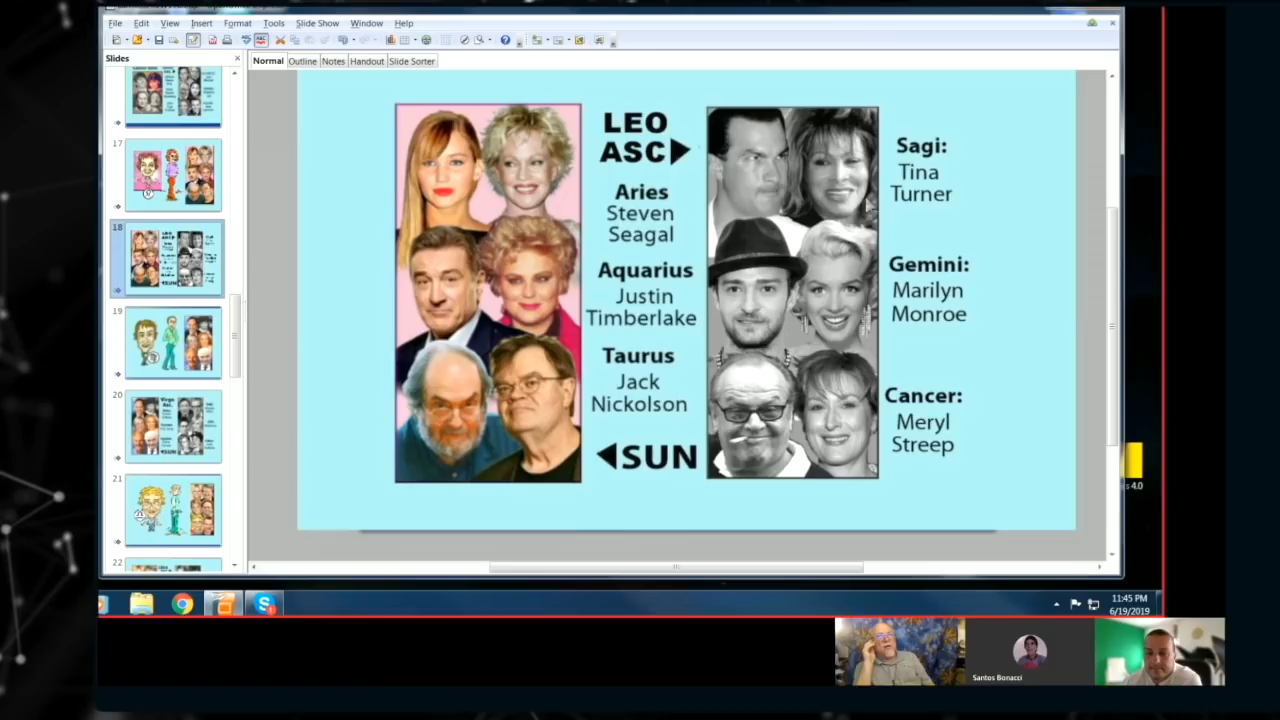 File Edit View Insert Format Tools Slide Show Window Help
Slides
Normal Outline Notes Handout Slide Sorter
17
18
19
20
21
22
LEO
ASC
Aries
Steven
Seagal
Aquarius
Justin
Timberlake
Taurus
Jack
Nickolson
SUN
Sagi:
Tina
Turner
Gemini:
Marilyn
Monroe
Cancer:
Meryl
Streep
s 4.0
11:45 PM
6/19/2019
Santos Bonacci